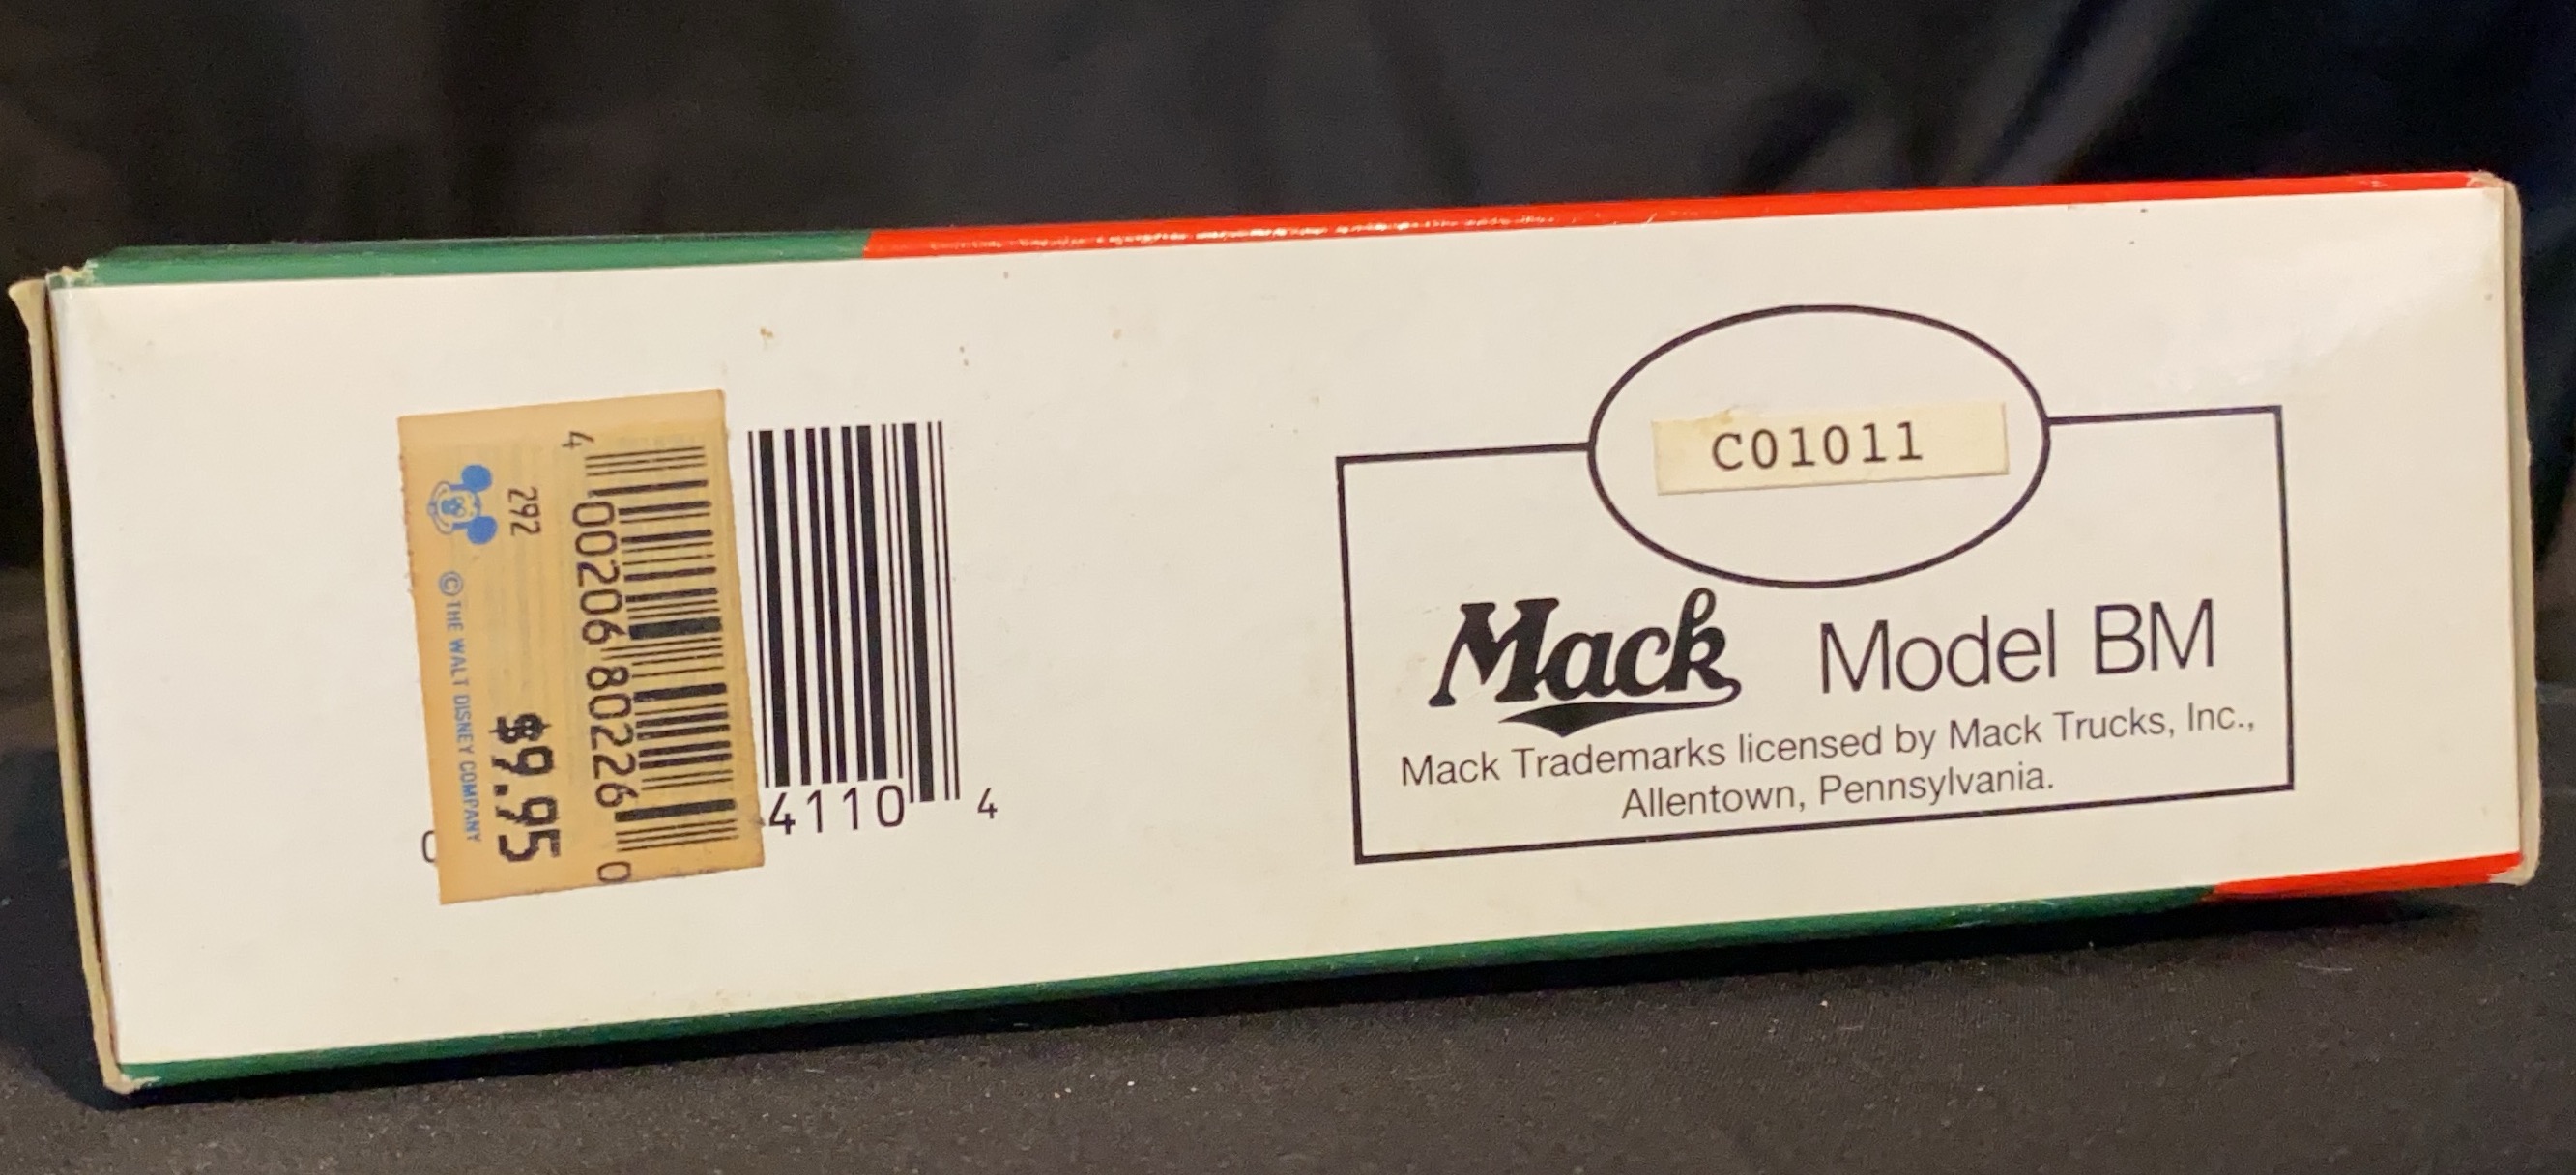 4 00206 80226 0
292
$9.95
© THE WALT DISNEY COMPANY
4110 4
C01011
Mack Model BM
Mack Trademarks licensed by Mack Trucks, Inc.,
Allentown, Pennsylvania.